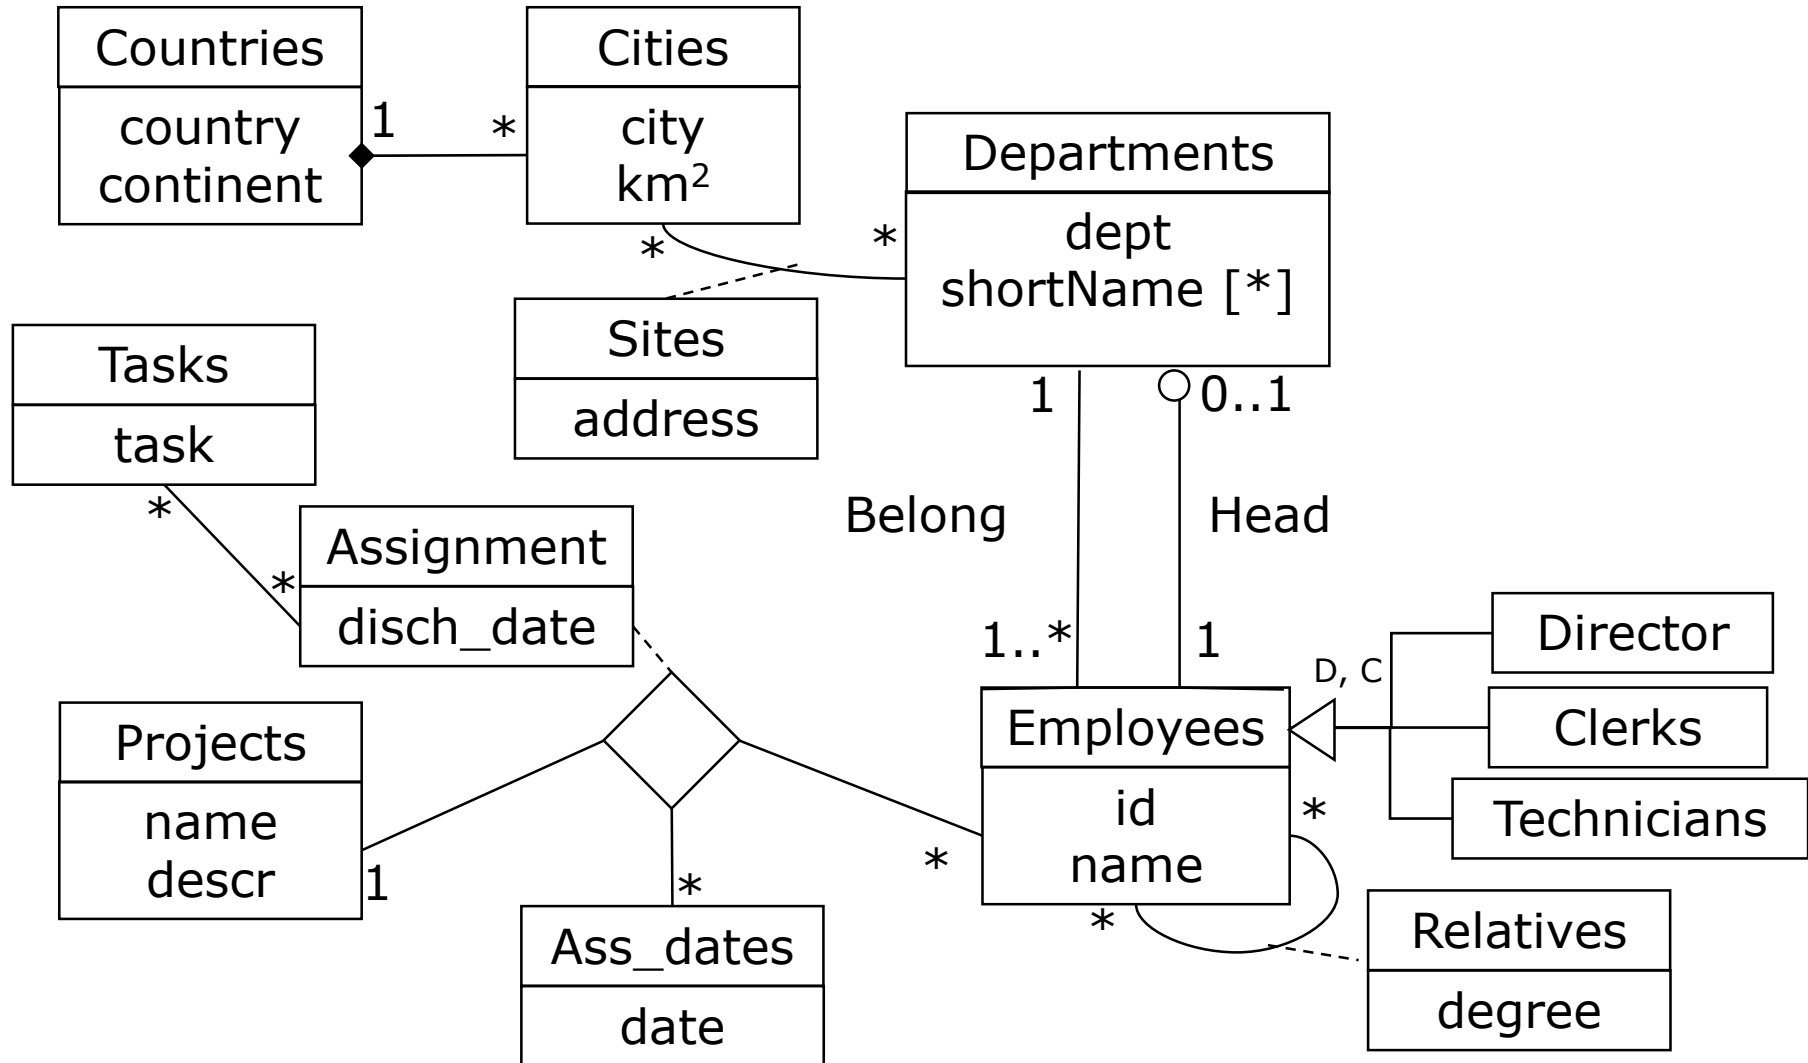 Countries
country
continent
1
*
Cities
city
km²
*
*
Departments
dept
shortName [*]
Sites
address
Tasks
task
*
*
Assignment
disch_date
1
0..1
Belong
Head
1..*
1
D, C
Director
Clerks
Technicians
Employees
id
name
*
*
*
Projects
name
descr
1
*
Ass_dates
date
Relatives
degree